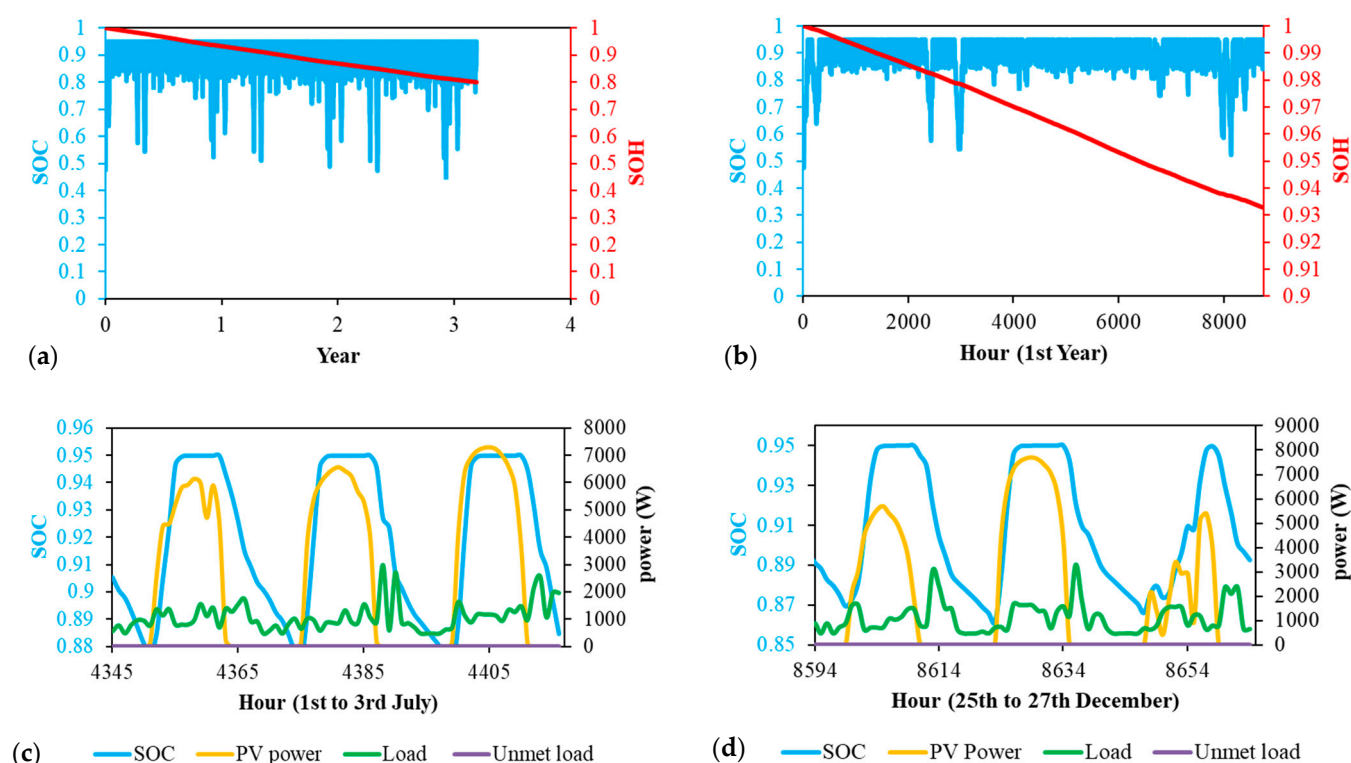 1 1
0.9 0.9
0.8 0.8
0.7 0.7
0.6 0.6
0.5 0.5
0.4 0.4
0.3 0.3
0.2 0.2
0.1 0.1
0 0
SOC
SOH
0 1 2 3 4
Year
(a)
1 1
0.9 0.99
0.8 0.98
0.7 0.97
0.6 0.96
0.5 0.95
0.4 0.94
0.3 0.93
0.2 0.92
0.1 0.91
0 0.9
SOC
SOH
0 2000 4000 6000 8000
Hour (1st Year)
(b)
0.96 8000
0.95 7000
0.94 6000
0.93 5000
0.92 4000
0.91 3000
0.9 2000
0.89 1000
0.88 0
SOC
power (W)
4345 4365 4385 4405
Hour (1st to 3rd July)
(c) SOC PV power Load Unmet load
0.95 9000
0.93 8000
0.91 7000
0.89 6000
0.87 5000
0.85 4000
3000
2000
1000
0
SOC
power (W)
8594 8614 8634 8654
Hour (25th to 27th December)
(d) SOC PV Power Load Unmet load